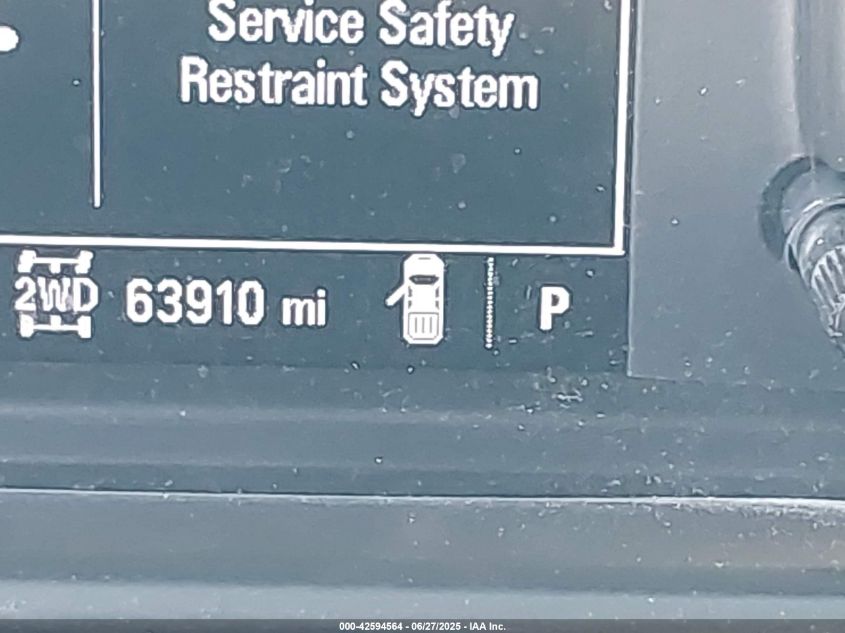 Service Safety
Restraint System
2WD 63910 mi P
000-42594564 - 06/27/2025 - IAA Inc.